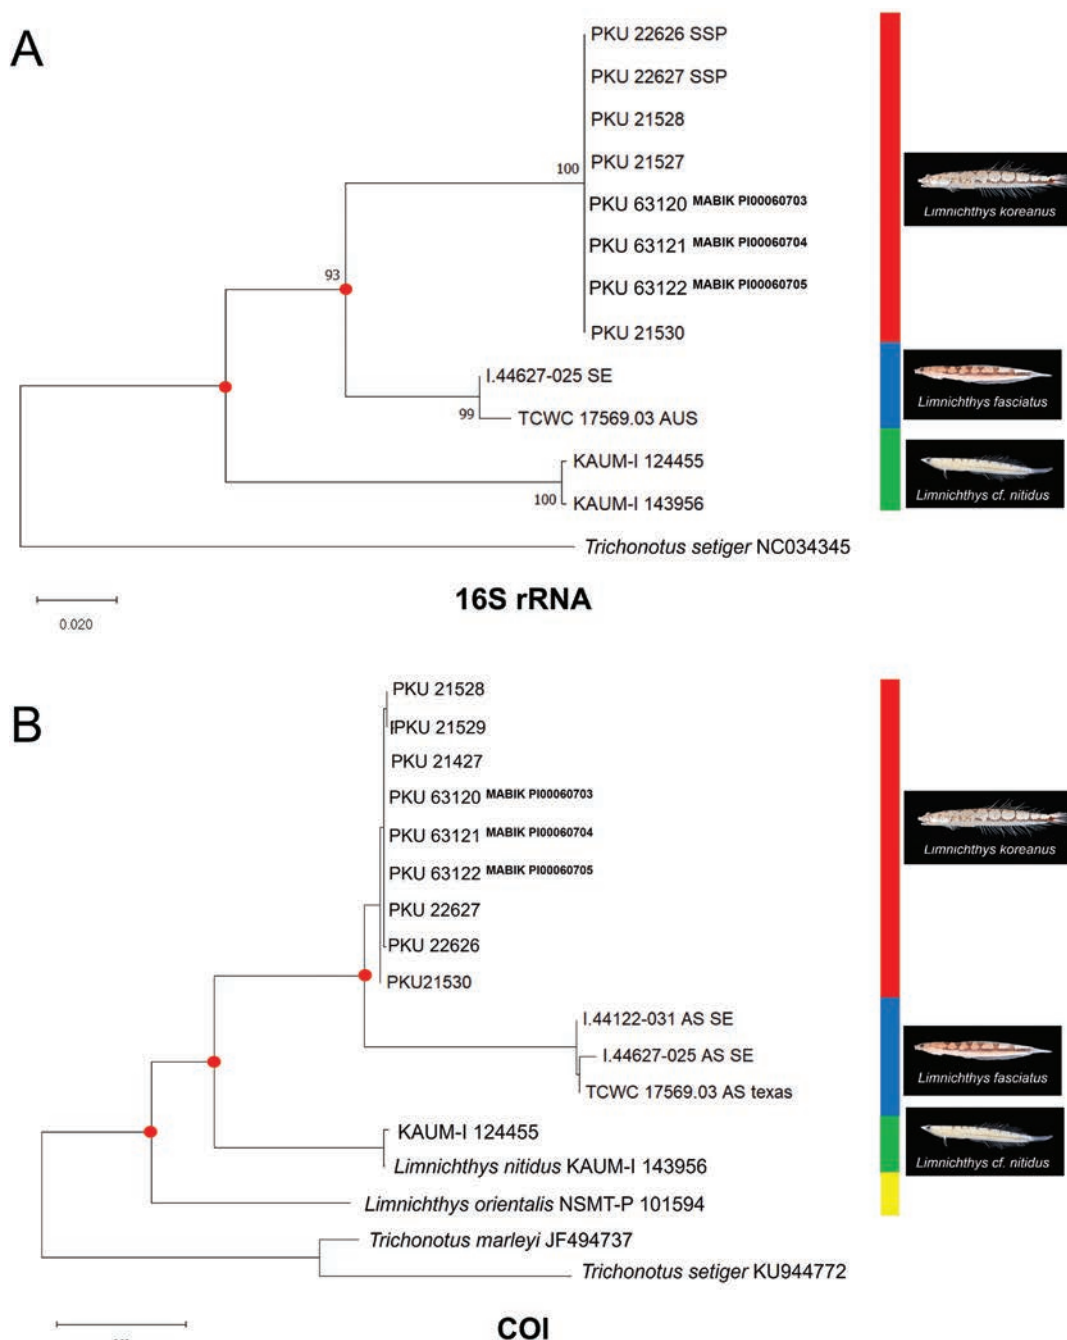 A
PKU 22626 SSP
PKU 22627 SSP
PKU 21528
PKU 21527
100
PKU 63120 MABIK PI00060703
Limnichthys koreanus
PKU 63121 MABIK PI00060704
93
PKU 63122 MABIK PI00060705
PKU 21530
I.44627-025 SE
Limnichthys fasciatus
99
TCWC 17569.03 AUS
KAUM-I 124455
Limnichthys cf. nitidus
100
KAUM-I 143956
Trichonotus setiger NC034345
16S rRNA
0.020
B
PKU 21528
PKU 21529
PKU 21427
PKU 63120 MABIK PI00060703
PKU 63121 MABIK PI00060704
Limnichthys koreanus
PKU 63122 MABIK PI00060705
PKU 22627
PKU 22626
PKU21530
I.44122-031 AS SE
I.44627-025 AS SE
Limnichthys fasciatus
TCWC 17569.03 AS texas
KAUM-I 124455
Limnichthys cf. nitidus
Limnichthys nitidus KAUM-I 143956
Limnichthys orientalis NSMT-P 101594
Trichonotus marleyi JF494737
Trichonotus setiger KU944772
COI